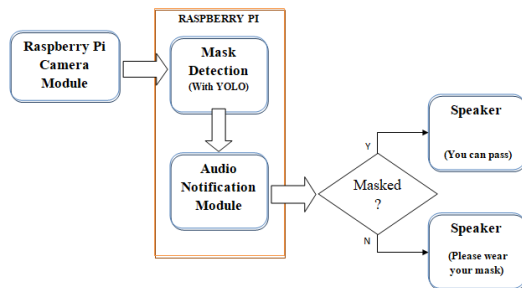 RASPBERRY PI
Raspberry Pi
Camera
Module
Mask
Detection
(With YOLO)
Audio
Notification
Module
Masked
?
Y
N
Speaker
(You can pass)
Speaker
(Please wear
your mask)